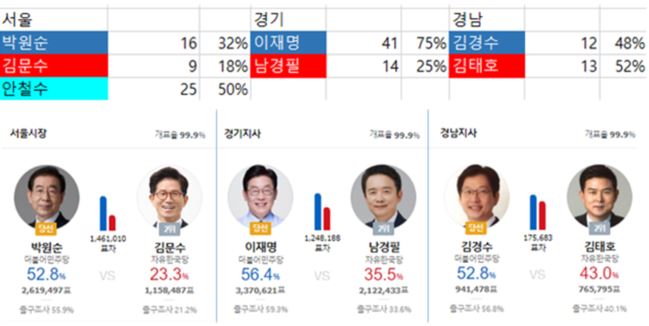 서울 경기 경남
박원순 16 32% 이재명 41 75% 김경수 12 48%
김문수 9 18% 남경필 14 25% 김태호 13 52%
안철수 25 50%
서울시장 개표율 99.9% 경기지사 개표율 99.9% 경남지사 개표율 99.9%
당선 2위 당선 2위 당선 2위
1,461,010 1,248,188 175,683
표차 표차 표차
박원순 김문수 이재명 남경필 김경수 김태호
더불어민주당 자유한국당 더불어민주당 자유한국당 더불어민주당 자유한국당
52.8% VS 23.3% 56.4% VS 35.5% 52.8% VS 43.0%
2,619,497표 1,158,487표 3,370,621표 2,122,433표 941,478표 765,795표
출구조사 55.9% 출구조사 21.2% 출구조사 59.3% 출구조사 33.6% 출구조사 56.8% 출구조사 40.1%